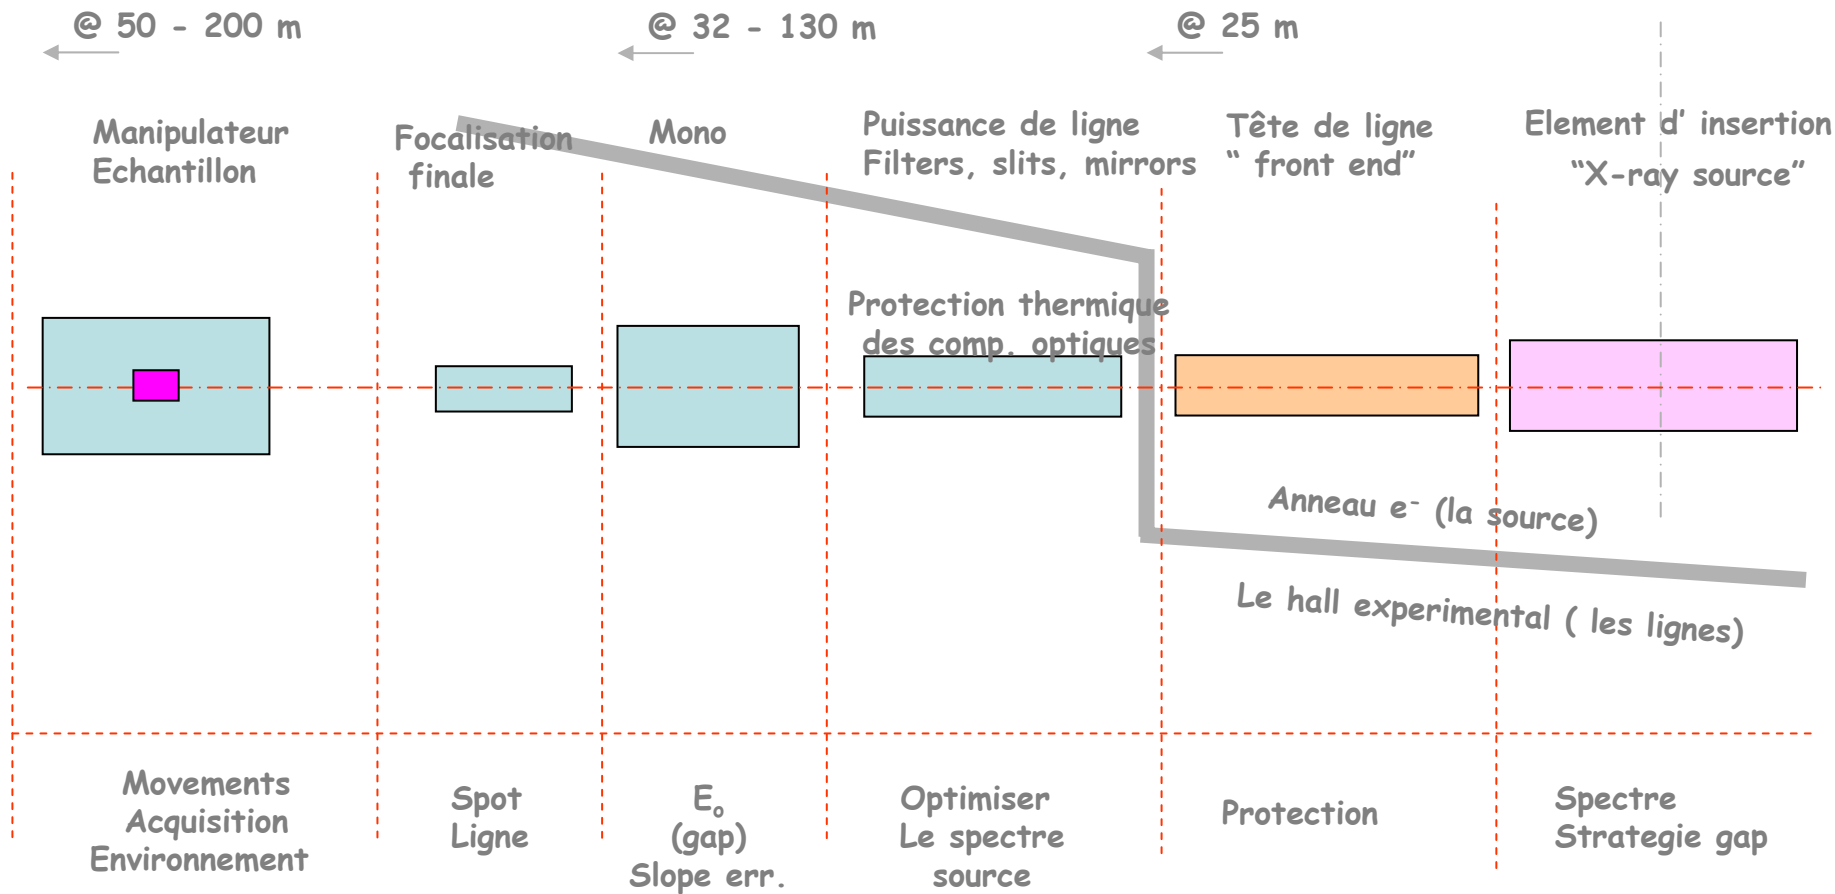 @ 50 - 200 m
@ 32 - 130 m
@ 25 m
Manipulateur
Echantillon
Focalisation
finale
Mono
Puissance de ligne
Filters, slits, mirrors
Tête de ligne
“ front end”
Element d’ insertion
“X-ray source”
Protection thermique
des comp. optiques
Anneau e⁻ (la source)
Le hall experimental ( les lignes)
Movements
Acquisition
Environnement
Spot
Ligne
E₀
(gap)
Slope err.
Optimiser
Le spectre
source
Protection
Spectre
Strategie gap